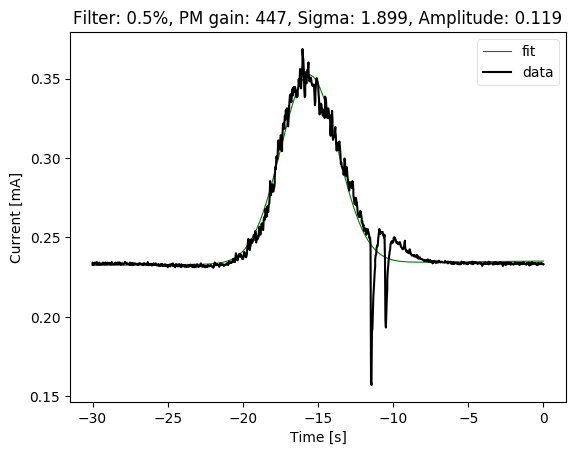 Filter: 0.5%, PM gain: 447, Sigma: 1.899, Amplitude: 0.119
fit
data
0.35
0.30
0.25
0.20
0.15
Current [mA]
−30
−25
−20
−15
−10
−5
0
Time [s]